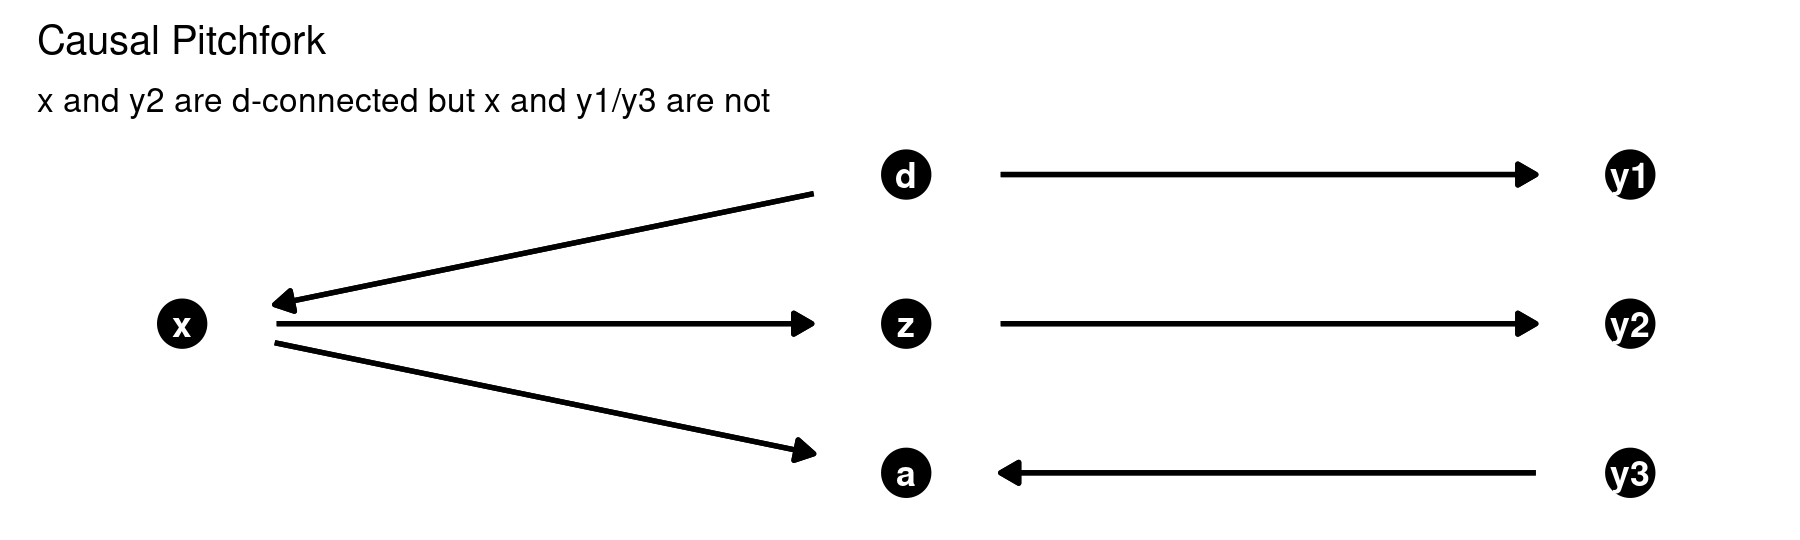 Causal Pitchfork
x and y2 are d-connected but x and y1/y3 are not
d
y1
x
z
y2
a
y3